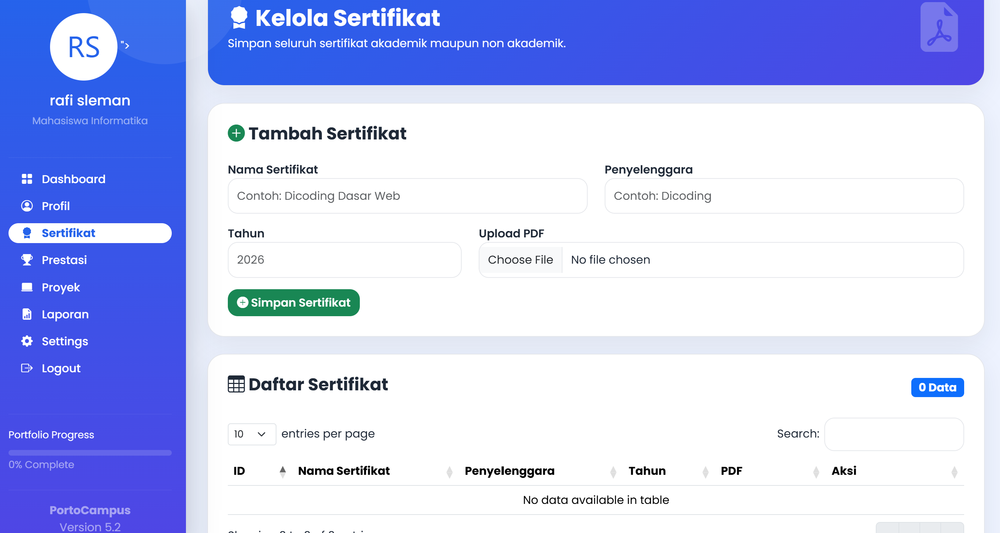 RS
">
rafi sleman
Mahasiswa Informatika
Dashboard
Profil
Sertifikat
Prestasi
Proyek
Laporan
Settings
Logout
Portfolio Progress
0% Complete
PortoCampus
Version 5.2
Kelola Sertifikat
Simpan seluruh sertifikat akademik maupun non akademik.
Tambah Sertifikat
Nama Sertifikat
Contoh: Dicoding Dasar Web
Penyelenggara
Contoh: Dicoding
Tahun
2026
Upload PDF
Choose File No file chosen
Simpan Sertifikat
Daftar Sertifikat
0 Data
10 entries per page
Search:
ID Nama Sertifikat Penyelenggara Tahun PDF Aksi
No data available in table